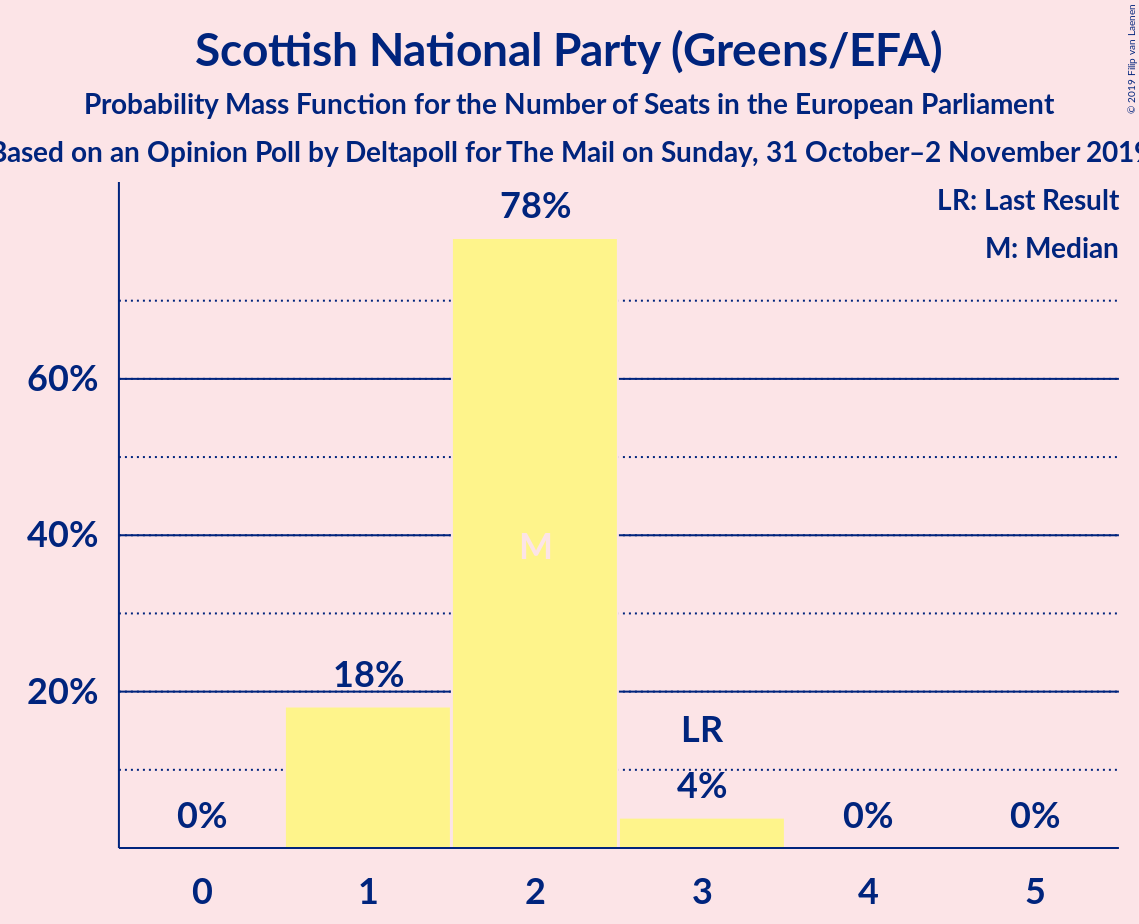 Scottish National Party (Greens/EFA)
Probability Mass Function for the Number of Seats in the European Parliament
Based on an Opinion Poll by Deltapoll for The Mail on Sunday, 31 October–2 November 2019
© 2019 Filip van Laenen
LR: Last Result
M: Median
78%
60%
40%
M
20%
18%
LR
4%
0%
0%
0%
0 1 2 3 4 5